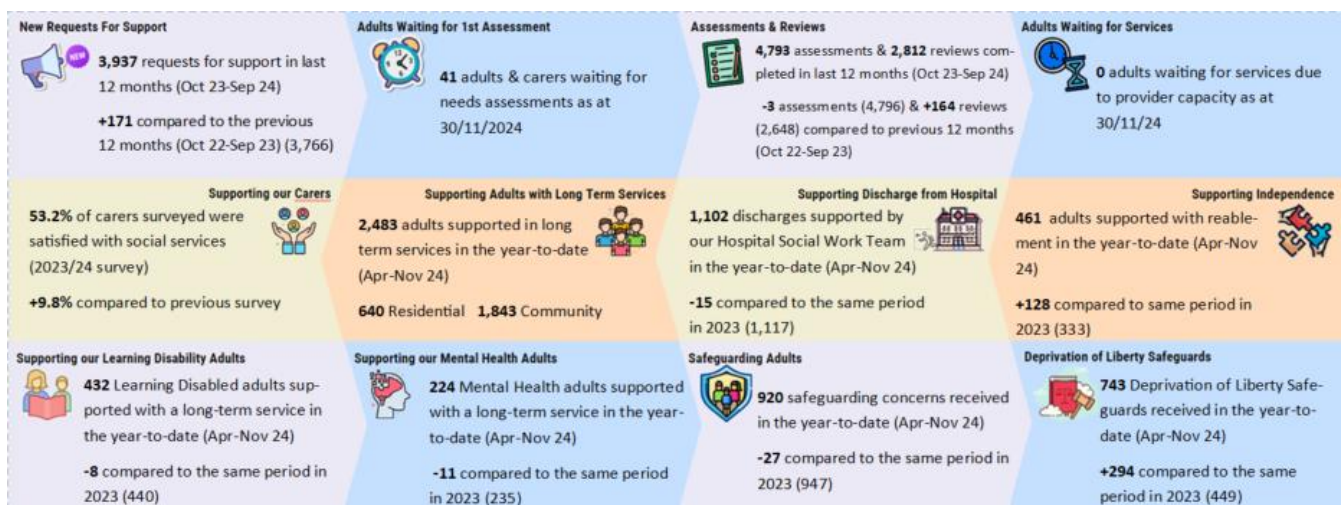 New Requests For Support
NEW
3,937 requests for support in last
12 months (Oct 23-Sep 24)
+171 compared to the previous
12 months (Oct 22-Sep 23) (3,766)
Adults Waiting for 1st Assessment
41 adults & carers waiting for
needs assessments as at
30/11/2024
Assessments & Reviews
4,793 assessments & 2,812 reviews com-
pleted in last 12 months (Oct 23-Sep 24)
-3 assessments (4,796) & +164 reviews
(2,648) compared to previous 12 months
(Oct 22-Sep 23)
Adults Waiting for Services
0 adults waiting for services due
to provider capacity as at
30/11/24
Supporting our Carers
53.2% of carers surveyed were
satisfied with social services
(2023/24 survey)
+9.8% compared to previous survey
Supporting Adults with Long Term Services
2,483 adults supported in long
term services in the year-to-date
(Apr-Nov 24)
640 Residential 1,843 Community
Supporting Discharge from Hospital
1,102 discharges supported by
our Hospital Social Work Team
in the year-to-date (Apr-Nov 24)
-15 compared to the same period
in 2023 (1,117)
Supporting Independence
461 adults supported with reable-
ment in the year-to-date (Apr-Nov
24)
+128 compared to same period in
2023 (333)
Supporting our Learning Disability Adults
432 Learning Disabled adults sup-
ported with a long-term service in
the year-to-date (Apr-Nov 24)
-8 compared to the same period in
2023 (440)
Supporting our Mental Health Adults
224 Mental Health adults supported
with a long-term service in the year-
to-date (Apr-Nov 24)
-11 compared to the same period
in 2023 (235)
Safeguarding Adults
920 safeguarding concerns received
in the year-to-date (Apr-Nov 24)
-27 compared to the same period in
2023 (947)
Deprivation of Liberty Safeguards
743 Deprivation of Liberty Safe-
guards received in the year-to-
date (Apr-Nov 24)
+294 compared to the same
period in 2023 (449)